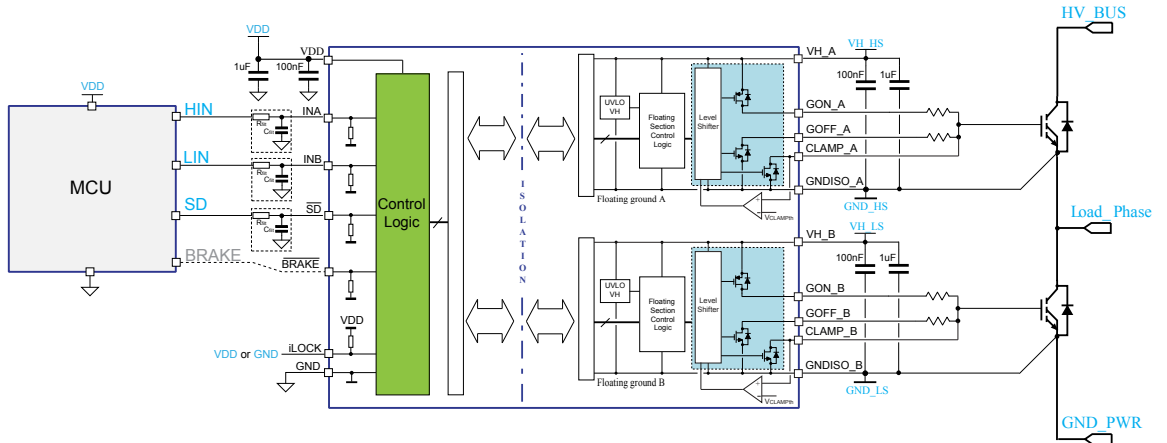 HV_BUS
VDD
VDD
VH_A
VH_HS
1uF
100nF
100nF
1uF
VDD
HIN
INA
UVLO
VH
Level
Shifter
GON_A
Floating
Section
Control
Logic
GOFF_A
LIN
INB
CLAMP_A
MCU
ISOLATION
Control
Logic
SD
SD
GNDISO_A
Floating ground A
VCLAMPth
GND_HS
Load_Phase
VH_B
VH_LS
BRAKE
BRAKE
100nF
1uF
UVLO
VH
Floating
Section
Control
Logic
Level
Shifter
GON_B
GOFF_B
VDD
CLAMP_B
VDD or GND
iLOCK
GND
GNDISO_B
Floating ground B
VCLAMPth
GND_LS
GND_PWR